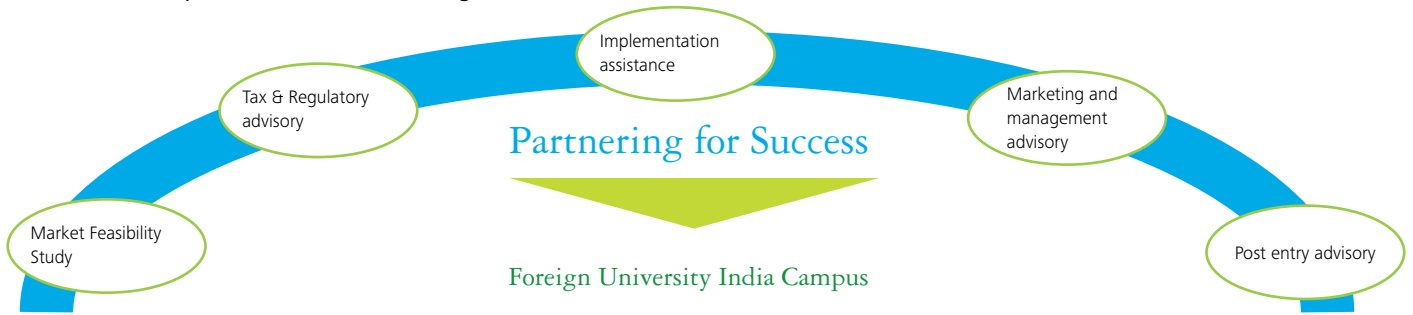 Implementation
assistance
Tax & Regulatory
advisory
Marketing and
management
advisory
Partnering for Success
Market Feasibility
Study
Post entry advisory
Foreign University India Campus